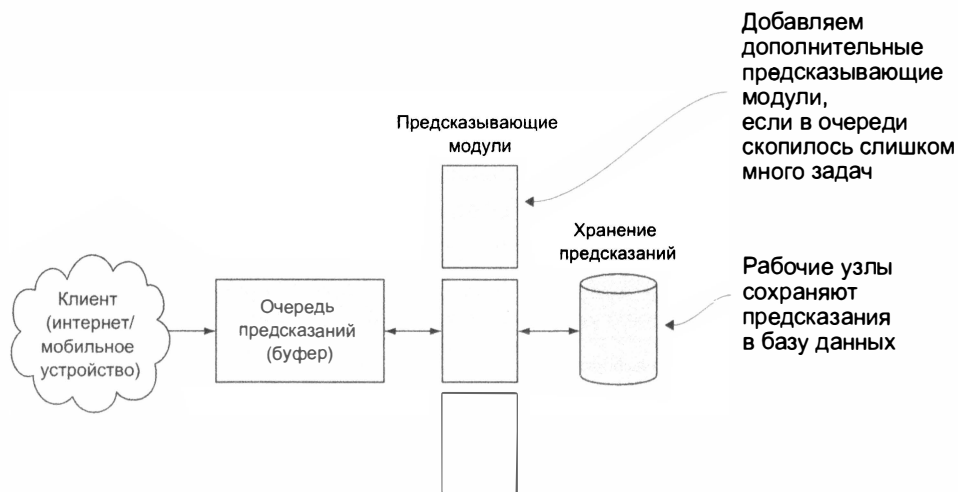 Добавляем
дополнительные
предсказывающие
модули,
если в очереди
скопилось слишком
много задач
Предсказывающие
модули
Хранение
предсказаний
Клиент
(интернет/
мобильное
устройство)
Очередь
предсказаний
(буфер)
Рабочие узлы
сохраняют
предсказания
в базу данных